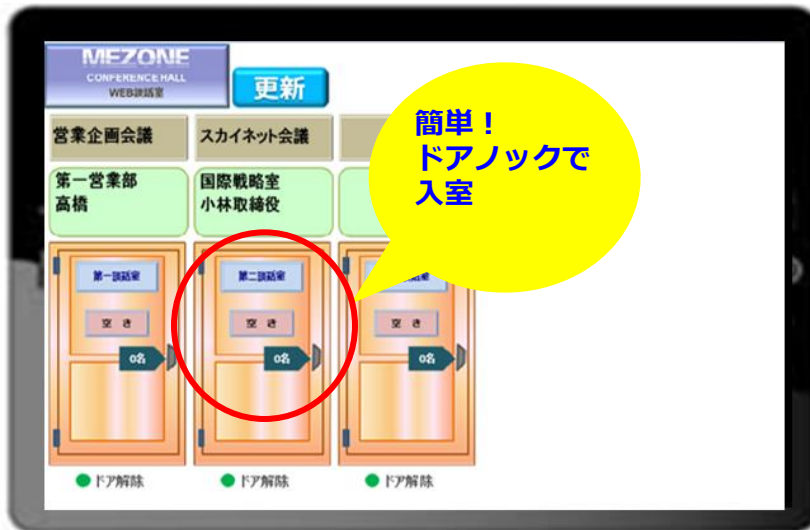 MEZONE
CONFERENCE HALL
WEB談話室
更新
簡単！
ドアノックで
入室
営業企画会議
スカイネット会議
第一営業部
高橋
国際戦略室
小林取締役
第一談話室
第二談話室
空き
空き
空き
0名
0名
0名
ドア解除
ドア解除
ドア解除